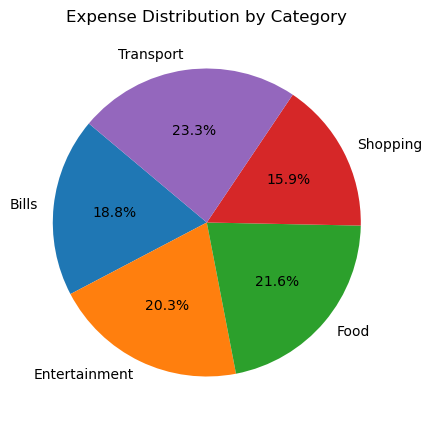 Expense Distribution by Category
Transport
23.3%
Shopping
15.9%
Bills
18.8%
21.6%
20.3%
Food
Entertainment